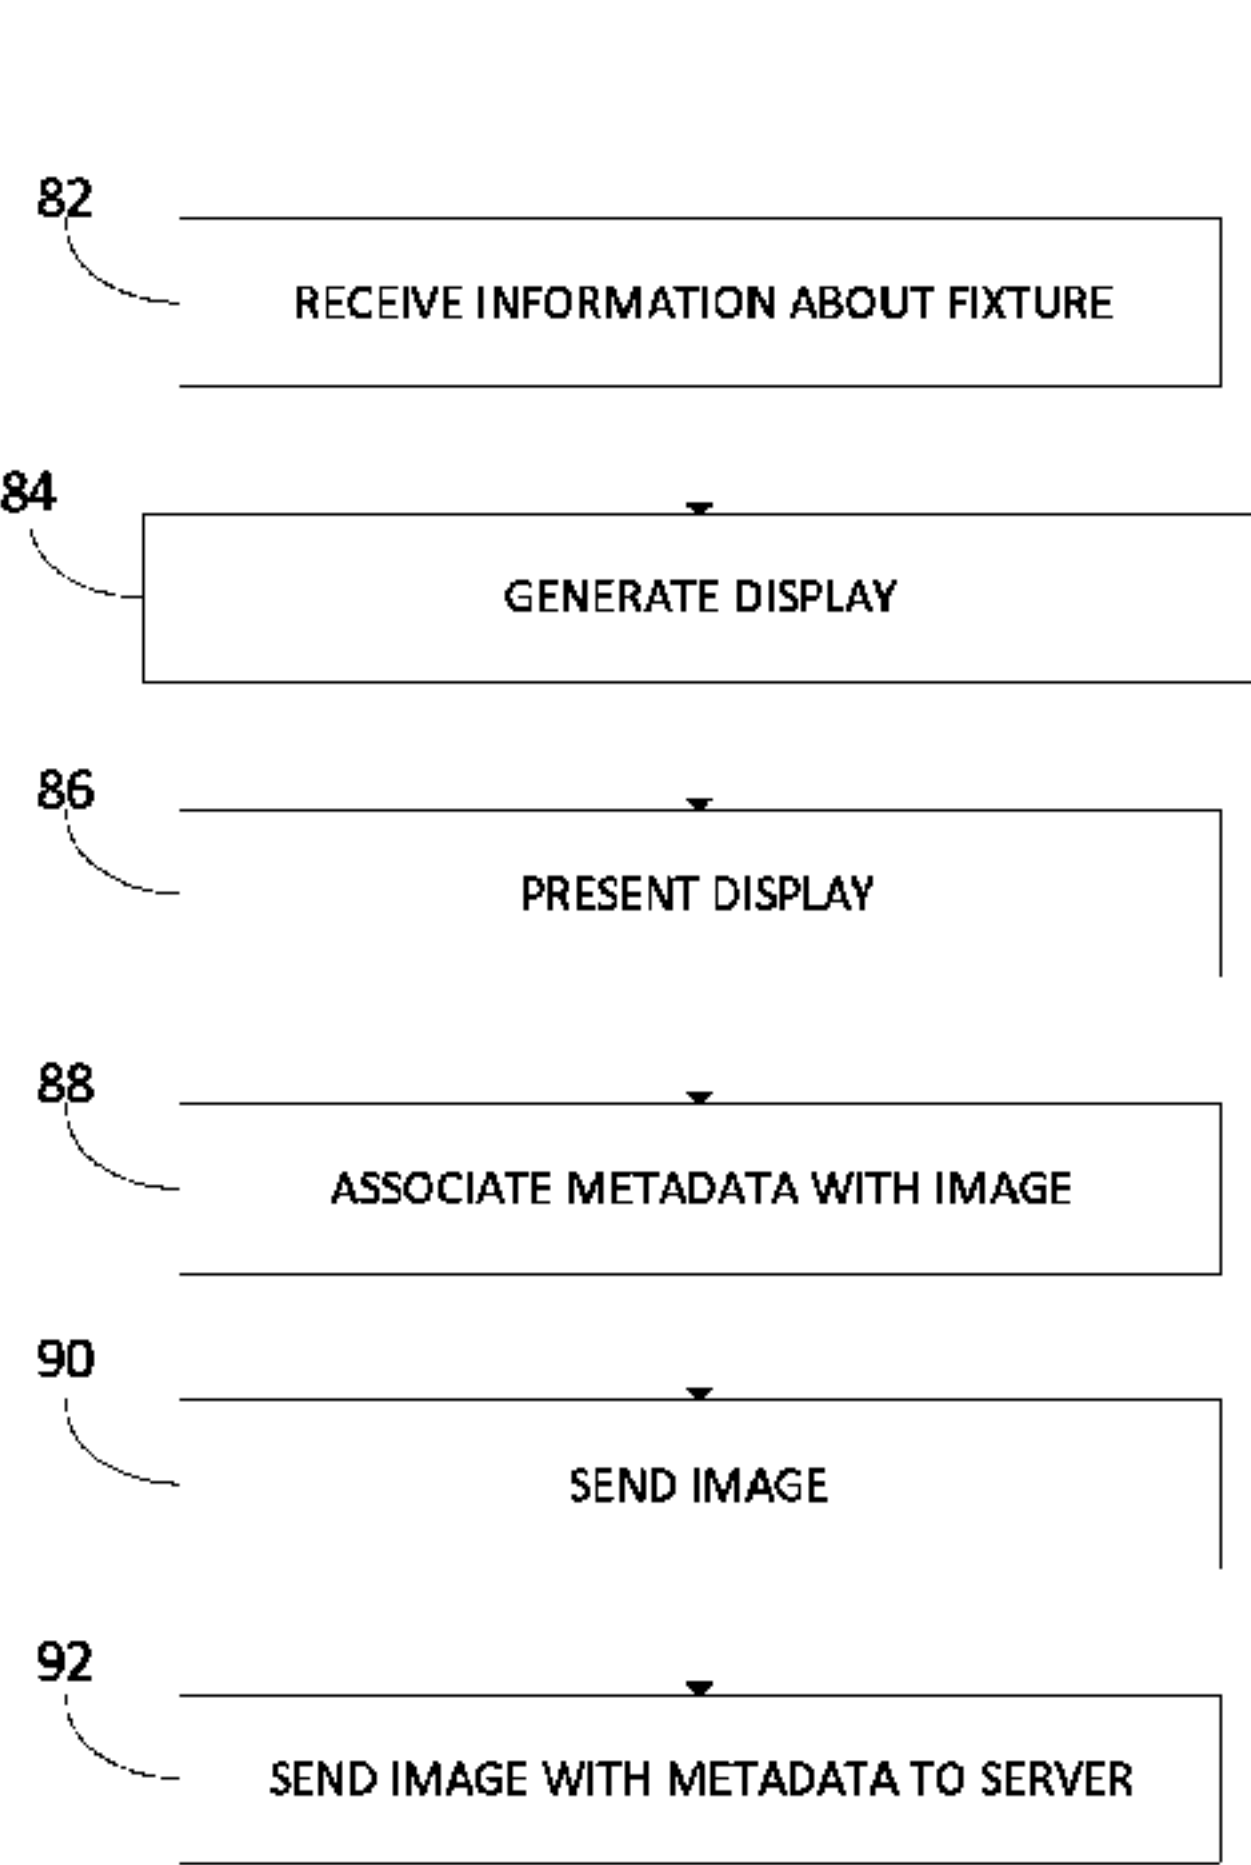 82
RECEIVE INFORMATION ABOUT FIXTURE
84
GENERATE DISPLAY
86
PRESENT DISPLAY
88
ASSOCIATE METADATA WITH IMAGE
90
SEND IMAGE
92
SEND IMAGE WITH METADATA TO SERVER